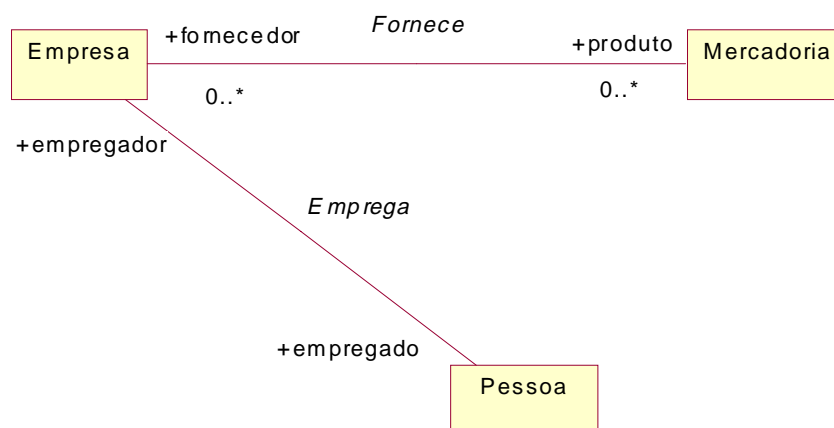 Fornece
+fornecedor
+produto
Empresa
Mercadoria
0..*
0..*
+empregador
Emprega
+empregado
Pessoa